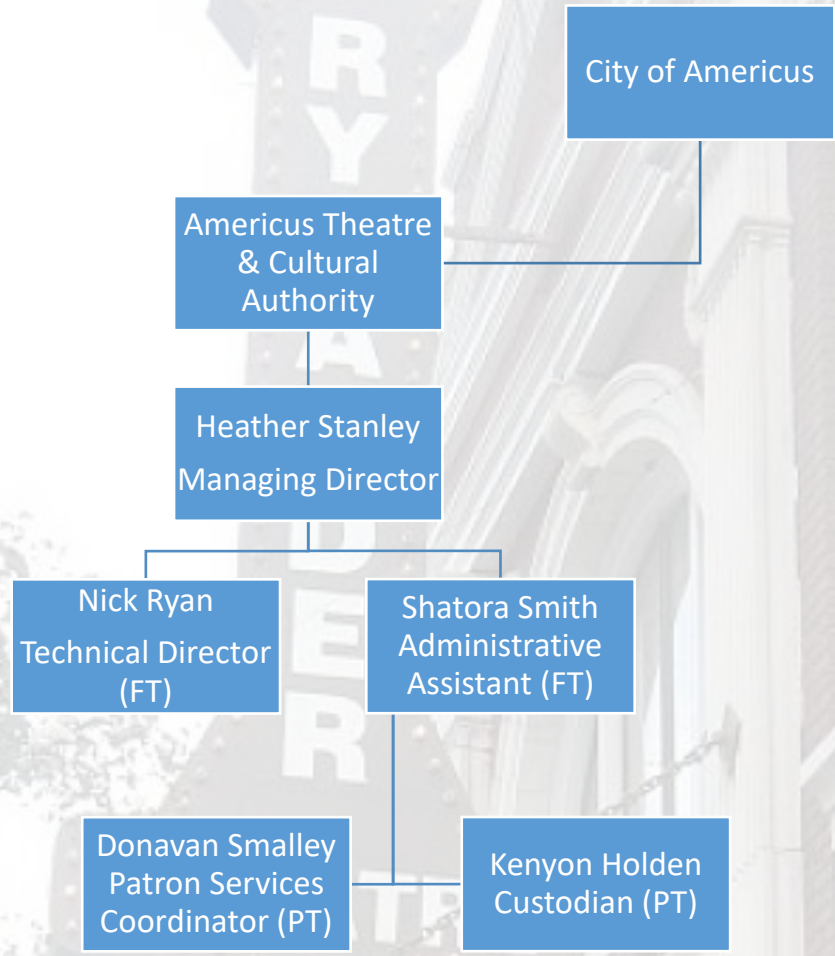 City of Americus
Americus Theatre
& Cultural
Authority
Heather Stanley
Managing Director
Nick Ryan
Technical Director
(FT)
Shatora Smith
Administrative
Assistant (FT)
Donavan Smalley
Patron Services
Coordinator (PT)
Kenyon Holden
Custodian (PT)
R
Y
A
D
E
R